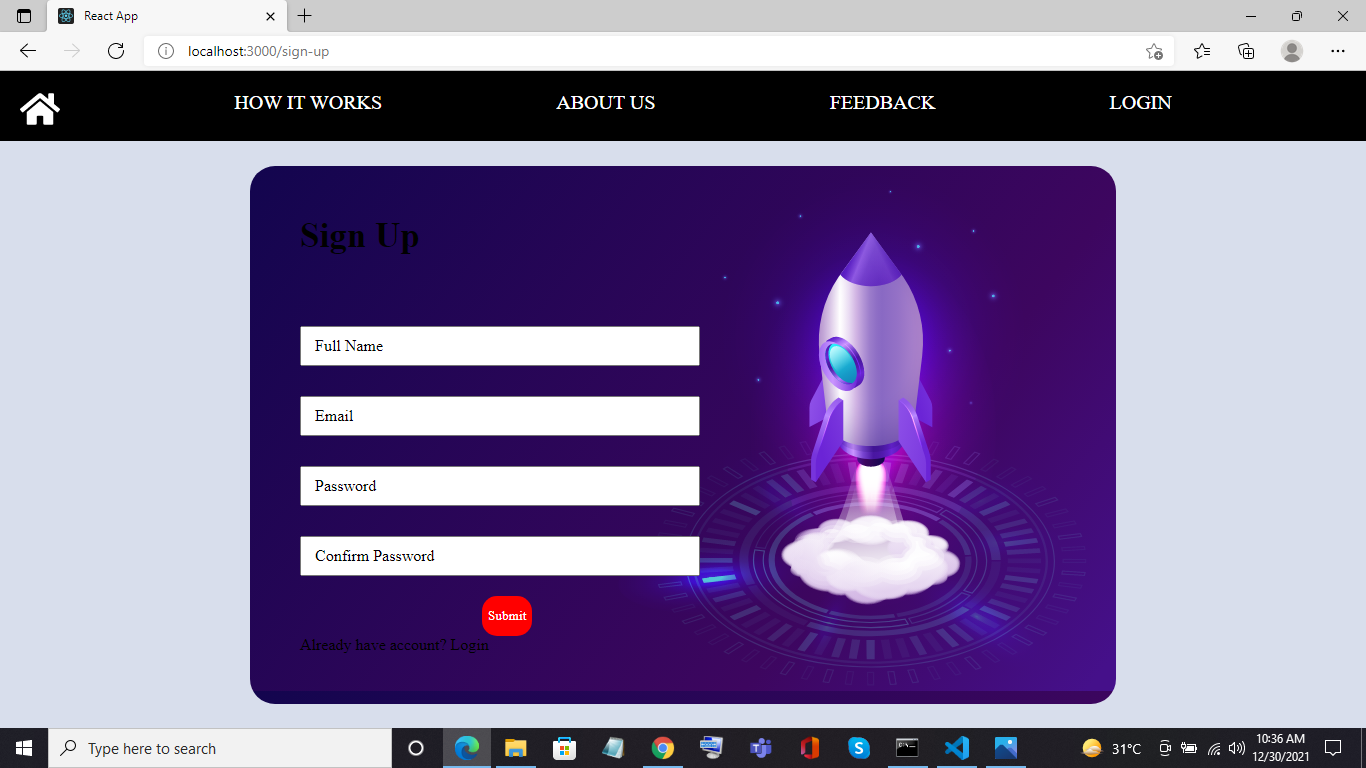 React App
localhost:3000/sign-up
HOW IT WORKS ABOUT US FEEDBACK LOGIN
Sign Up
Full Name
Email
Password
Confirm Password
Submit
Already have account? Login
Type here to search
31°C
10:36 AM
12/30/2021